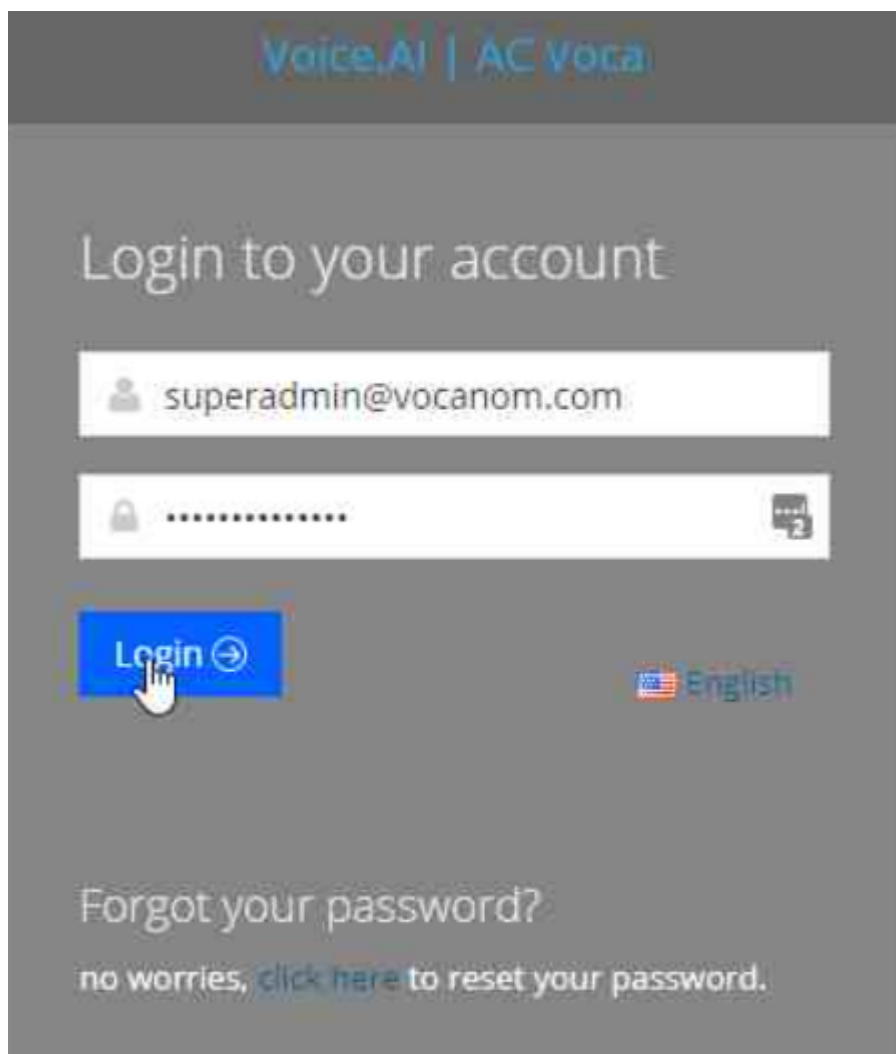 Voice.AI | AC Voca
Login to your account
superadmin@vocanom.com
••••••••••••••
Login
English
Forgot your password?
no worries, click here to reset your password.